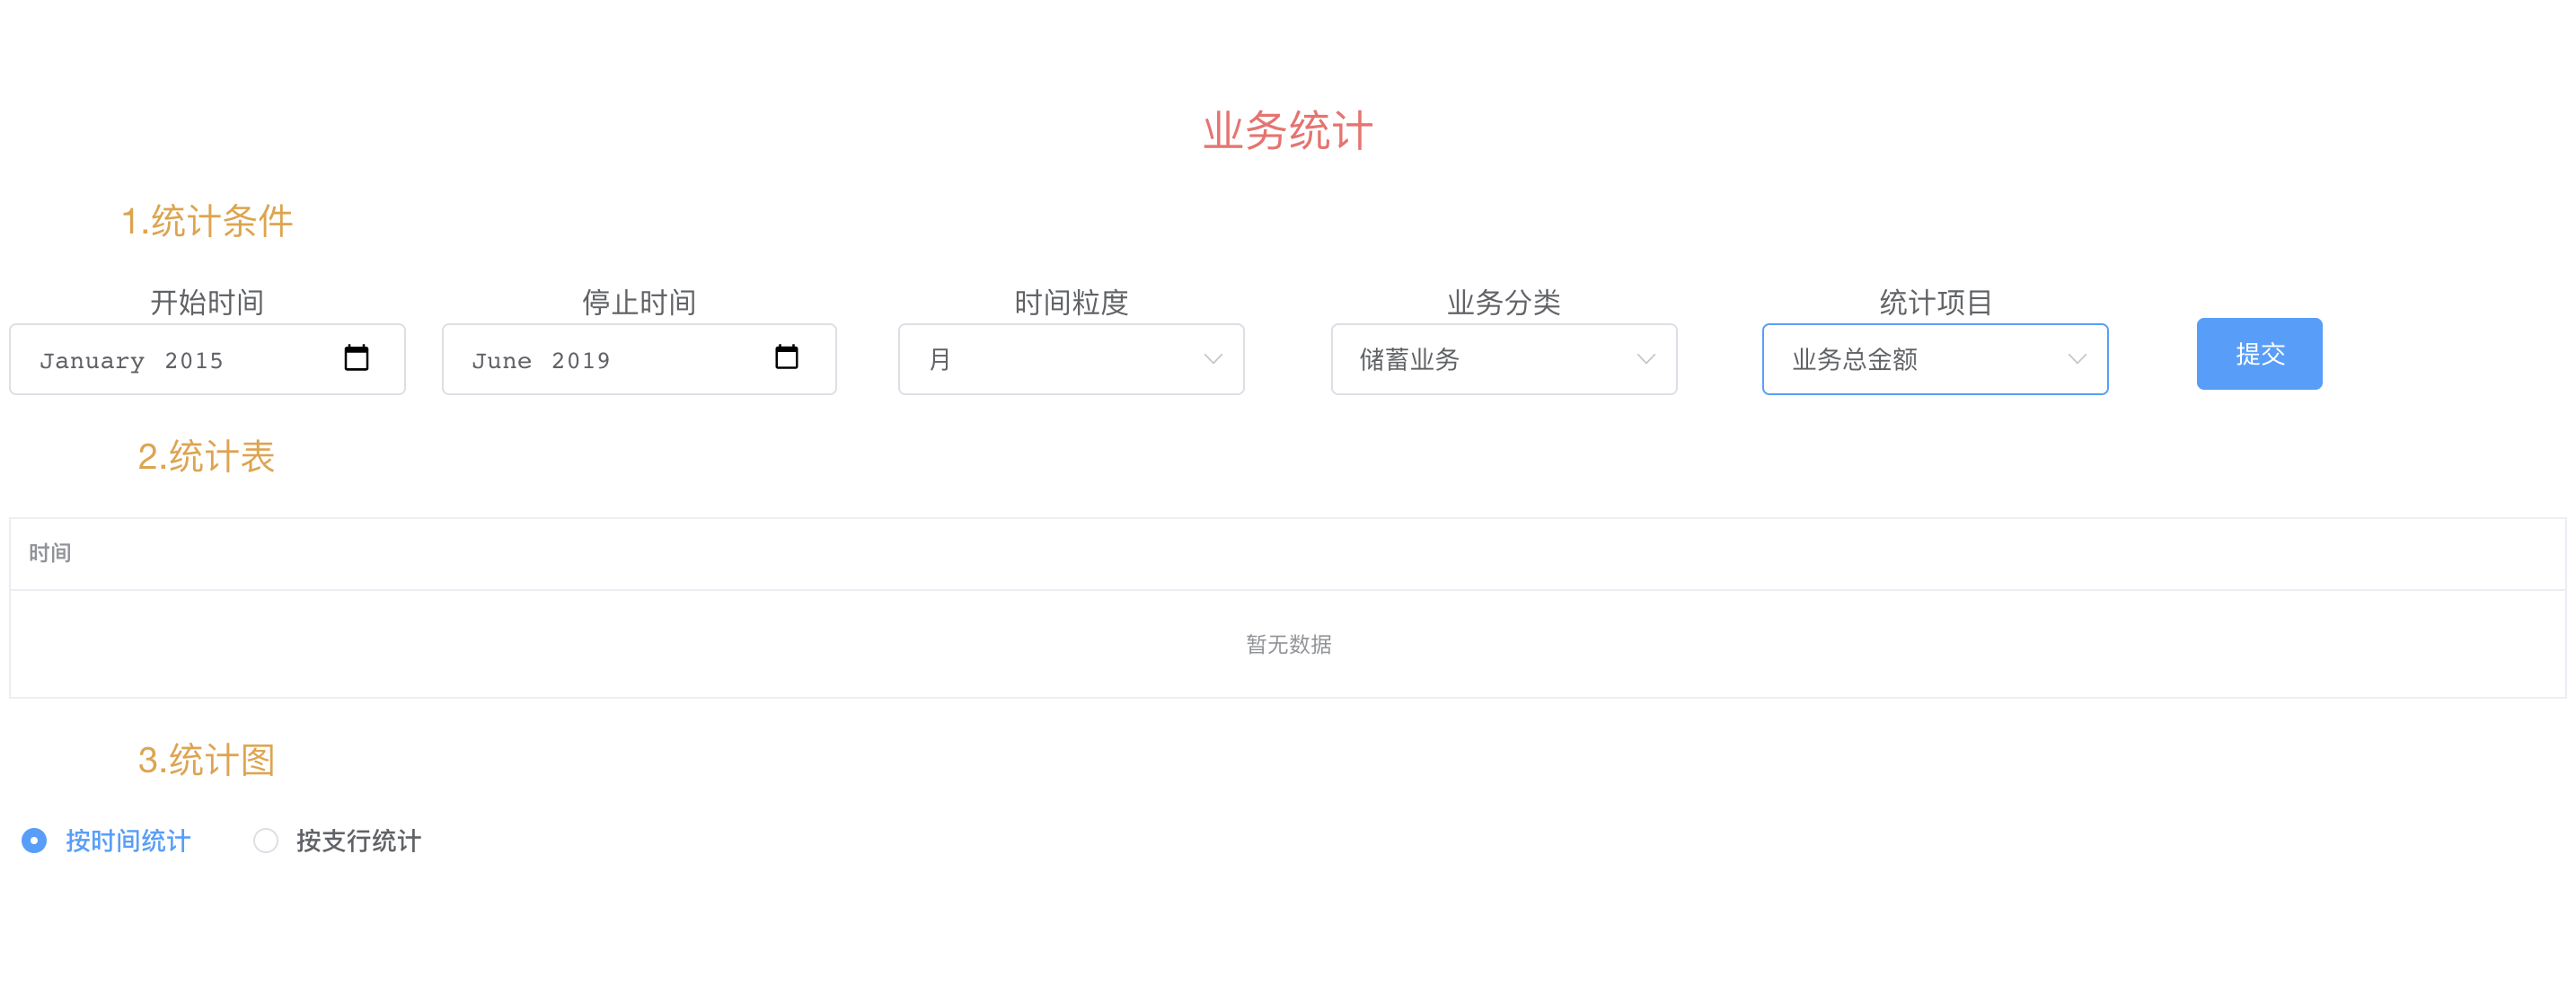 业务统计
1.统计条件
开始时间 停止时间 时间粒度 业务分类 统计项目
January 2015 June 2019 月 储蓄业务 业务总金额 提交
2.统计表
时间
暂无数据
3.统计图
按时间统计 按支行统计